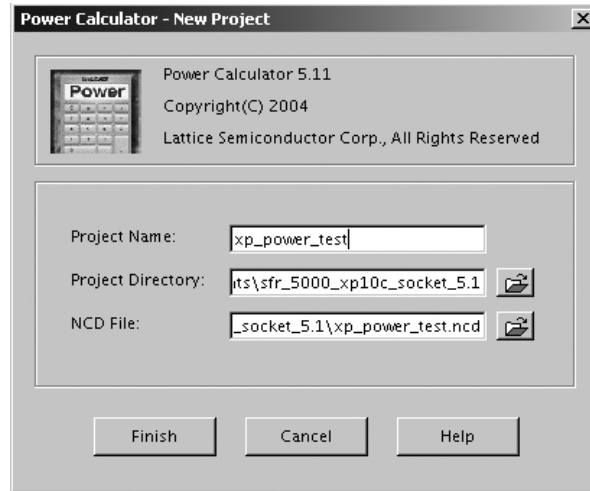 Power Calculator - New Project
Power
Power Calculator 5.11
Copyright(C) 2004
Lattice Semiconductor Corp., All Rights Reserved
Project Name: xp_power_test
Project Directory: nts\sfr_5000_xp10c_socket_5.1
NCD File: _socket_5.1\xp_power_test.ncd
Finish Cancel Help